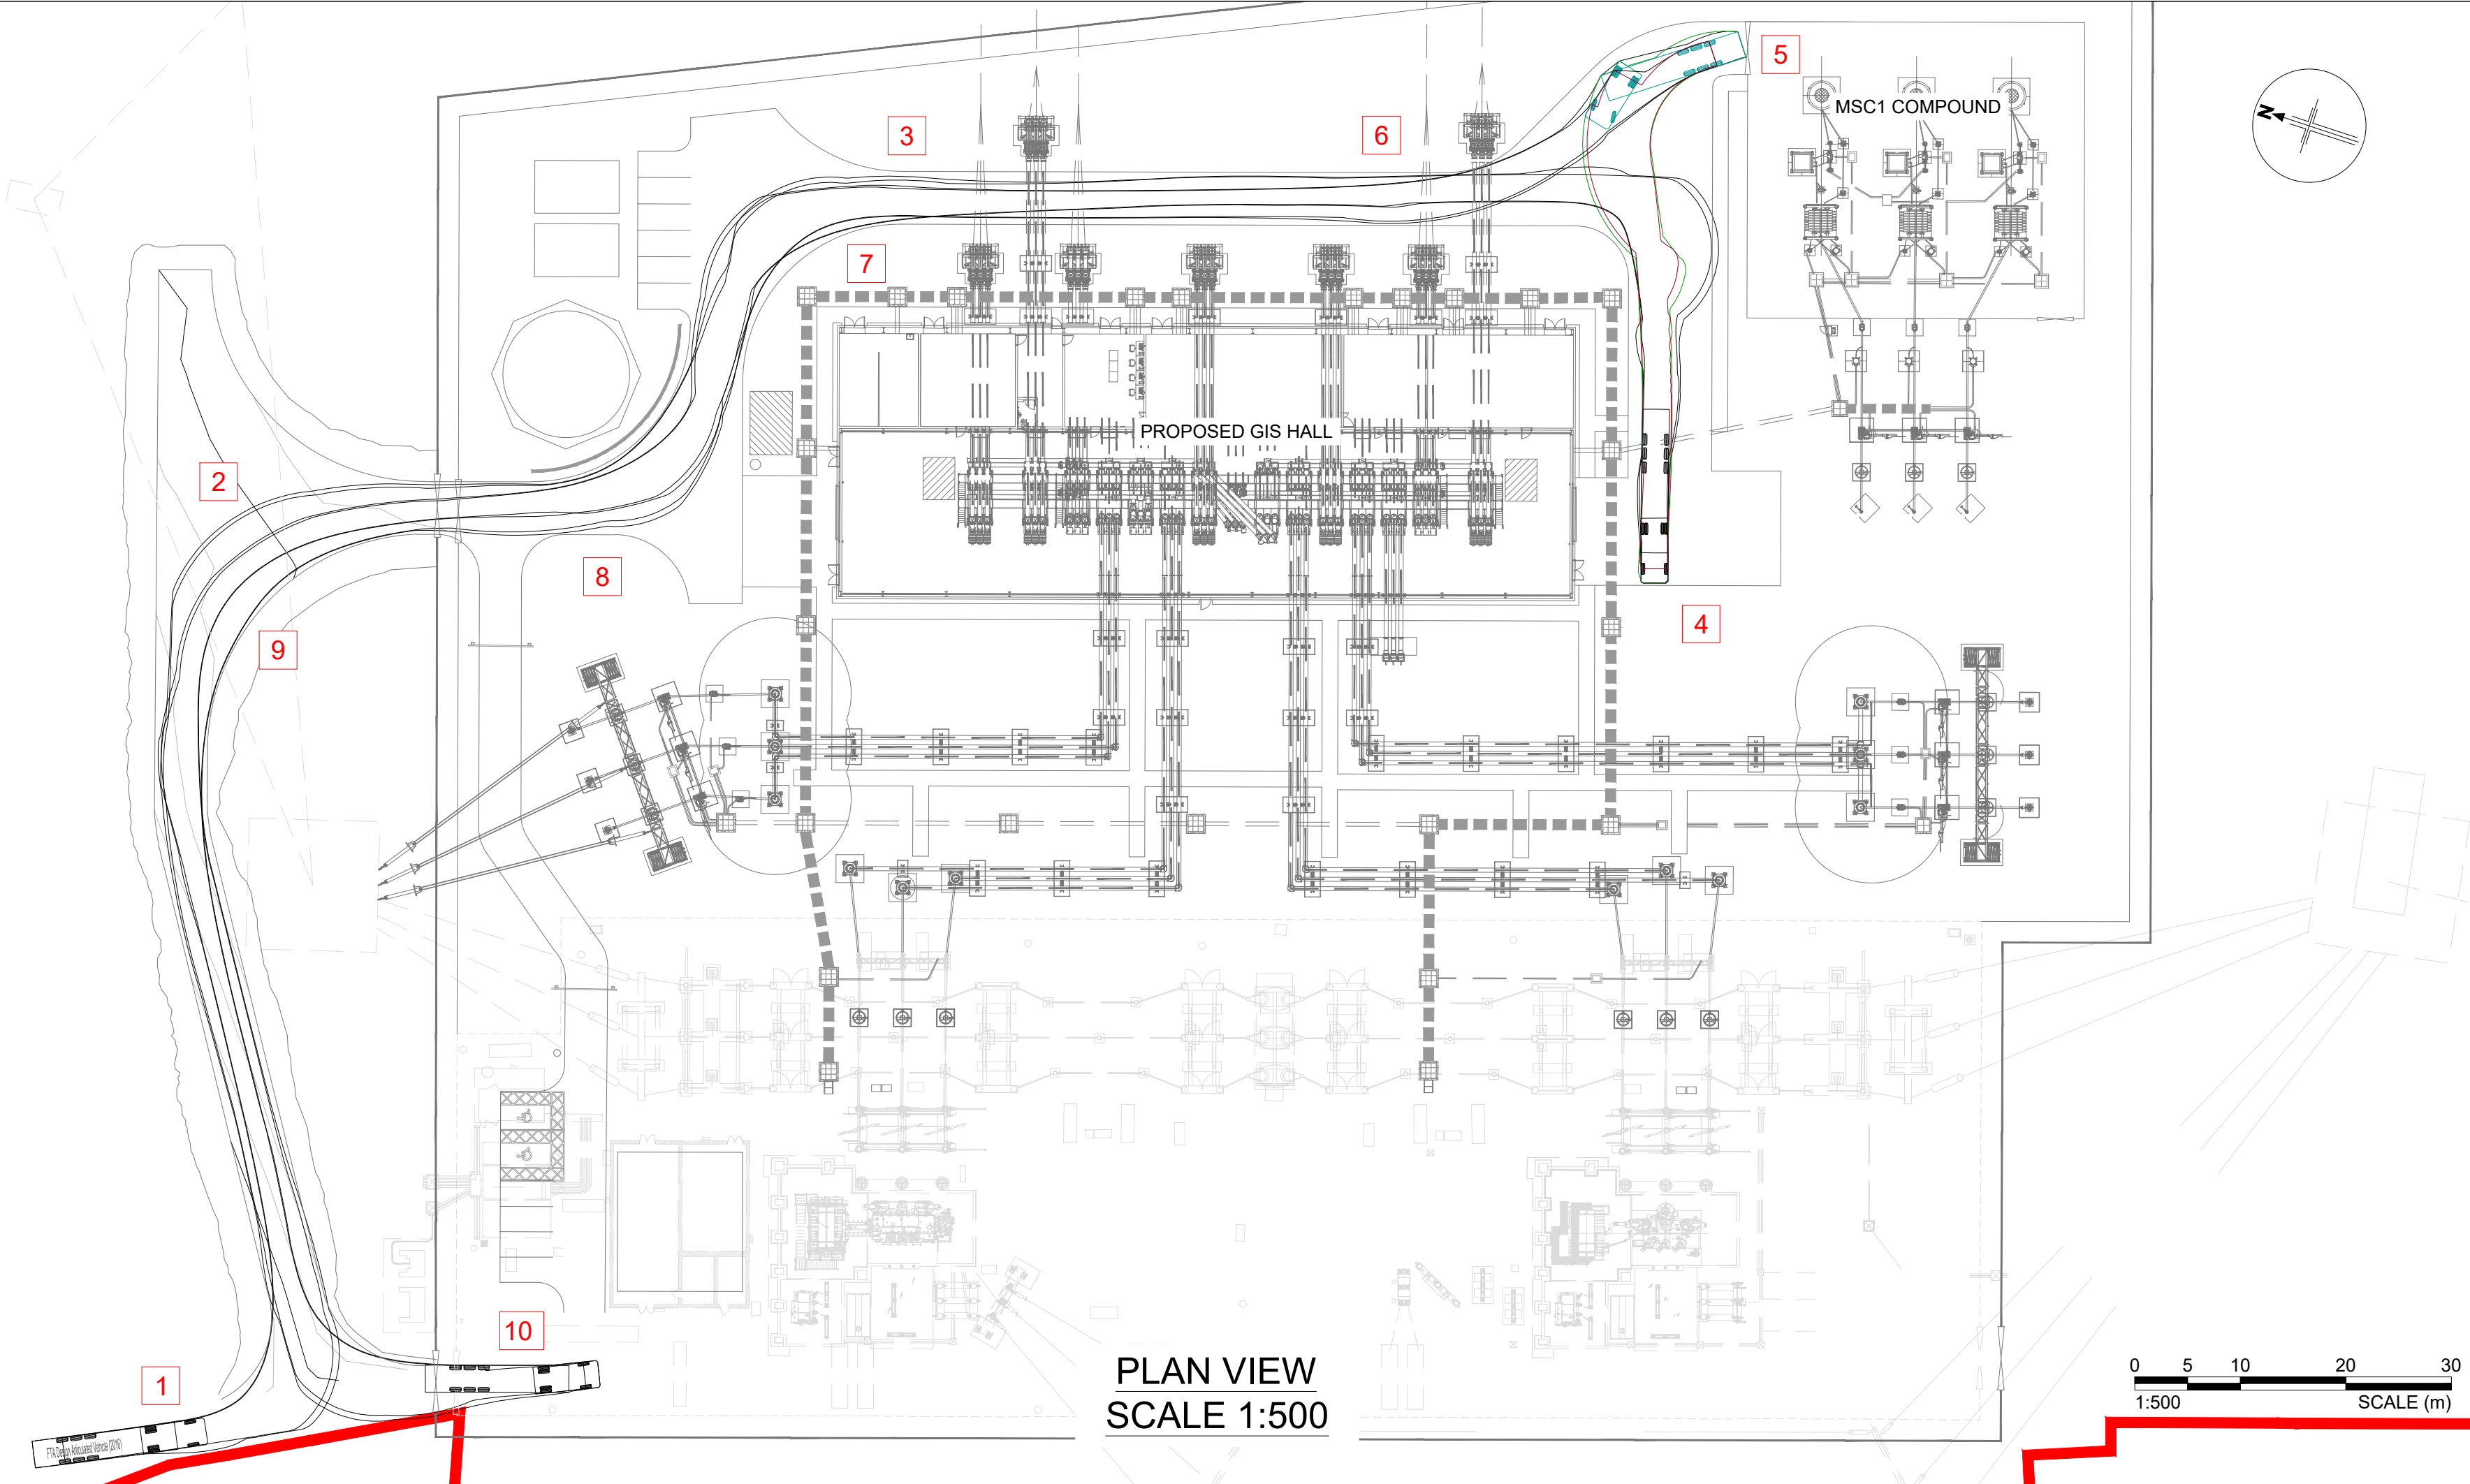 5
MSC1 COMPOUND
N
3
6
7
PROPOSED GIS HALL
2
8
4
9
10
1
FTA Design Articulated Vehicle (2016)
PLAN VIEW
SCALE 1:500
0 5 10 20 30
1:500 SCALE (m)